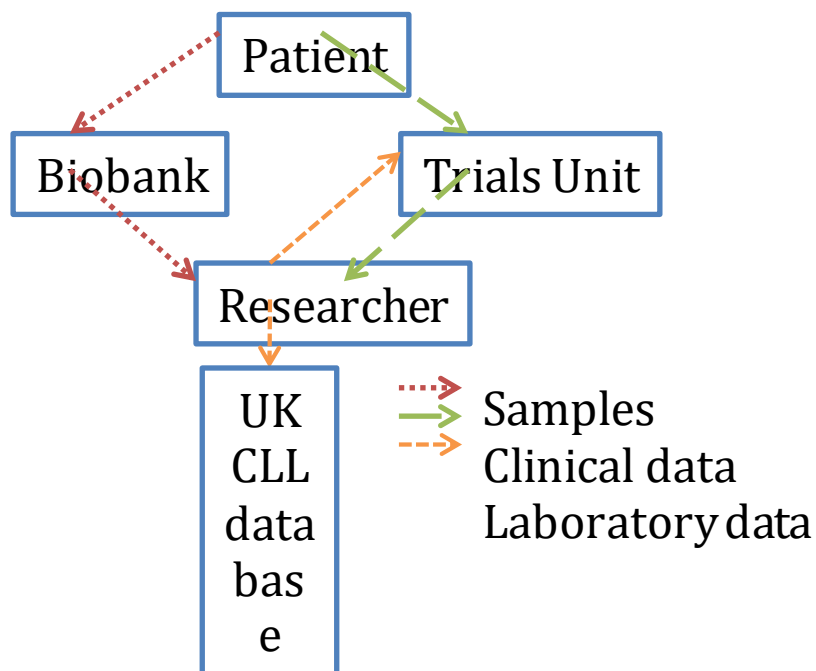 Patient
Biobank
Trials Unit
Researcher
UK
CLL
data
bas
e
Samples
Clinical data
Laboratory data